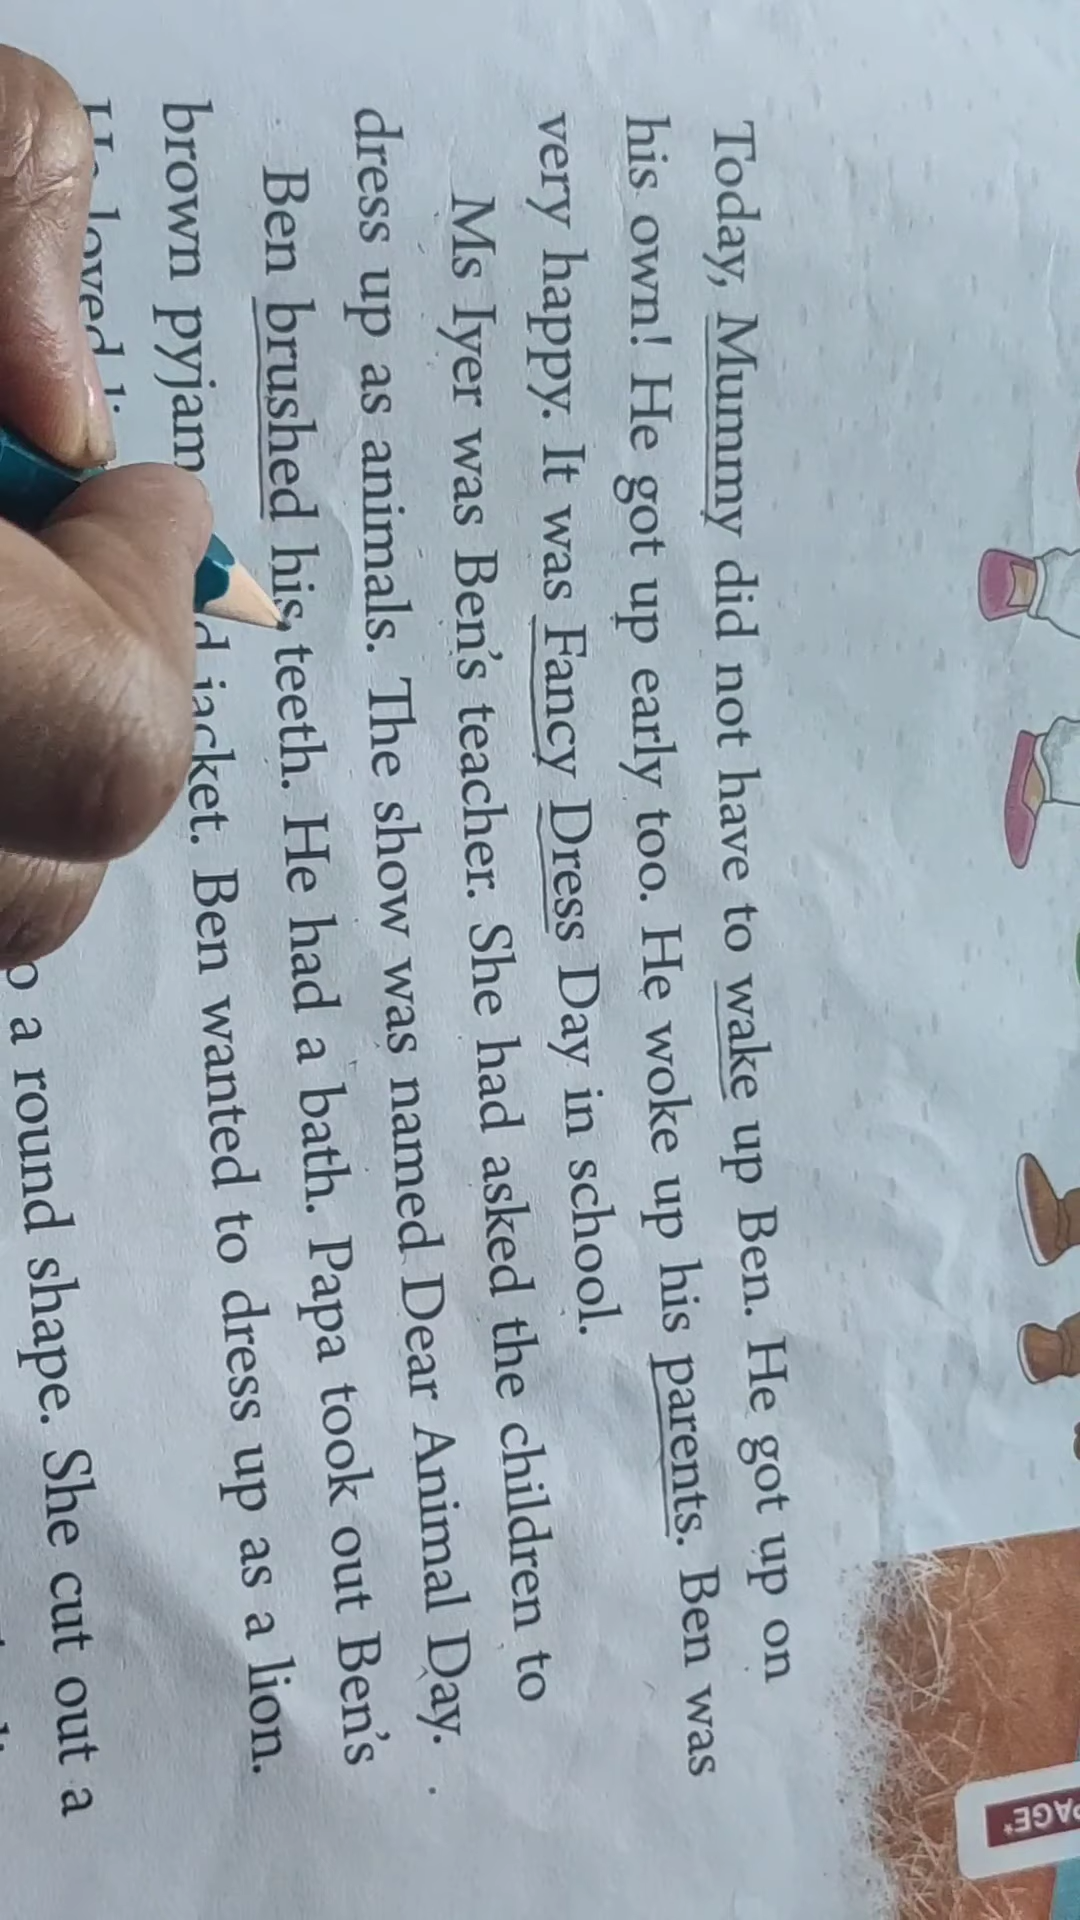 PAGE*
Today, Mummy did not have to wake up Ben. He got up on
his own! He got up early too. He woke up his parents. Ben was
very happy. It was Fancy Dress Day in school.
Ms Iyer was Ben's teacher. She had asked the children to
dress up as animals. The show was named Dear Animal Day.
Ben brushed his teeth. He had a bath. Papa took out Ben's
brown pyjam jacket. Ben wanted to dress up as a lion.
loved
a round shape. She cut out a